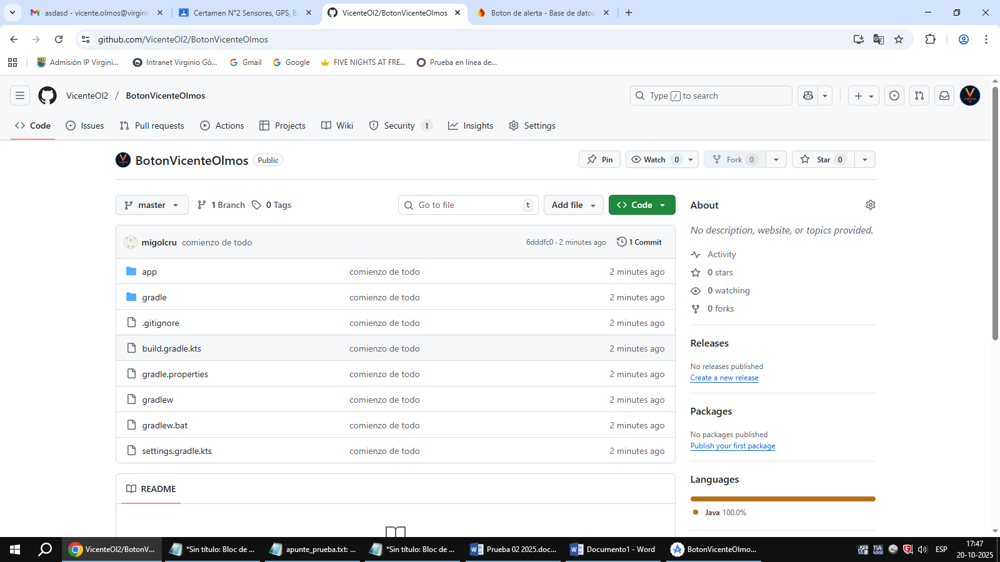 asdasd - vicente.olmos@virgini
Certamen N°2 Sensores, GPS, B
VicenteOl2/BotonVicenteOlmos
Boton de alerta - Base de datos
github.com/VicenteOl2/BotonVicenteOlmos
Admisión IP Virgini...
Intranet Virginio Gó...
Gmail
Google
FIVE NIGHTS AT FRE...
Prueba en línea de...
VicenteOl2 / BotonVicenteOlmos
Type / to search
Code
Issues
Pull requests
Actions
Projects
Wiki
Security 1
Insights
Settings
BotonVicenteOlmos Public
Pin
Watch 0
Fork 0
Star 0
master
1 Branch
0 Tags
Go to file t
Add file
Code
migolcru comienzo de todo 6dddfc0 · 2 minutes ago 1 Commit
app comienzo de todo 2 minutes ago
gradle comienzo de todo 2 minutes ago
.gitignore comienzo de todo 2 minutes ago
build.gradle.kts comienzo de todo 2 minutes ago
gradle.properties comienzo de todo 2 minutes ago
gradlew comienzo de todo 2 minutes ago
gradlew.bat comienzo de todo 2 minutes ago
settings.gradle.kts comienzo de todo 2 minutes ago
README
About
No description, website, or topics provided.
Activity
0 stars
0 watching
0 forks
Releases
No releases published
Create a new release
Packages
No packages published
Publish your first package
Languages
Java 100.0%
VicenteOl2/BotonV...
*Sin título: Bloc de ...
apunte_prueba.txt: ...
*Sin título: Bloc de ...
Prueba 02 2025.doc...
Documento1 - Word
BotonVicenteOlmo...
ESP
17:47
20-10-2025